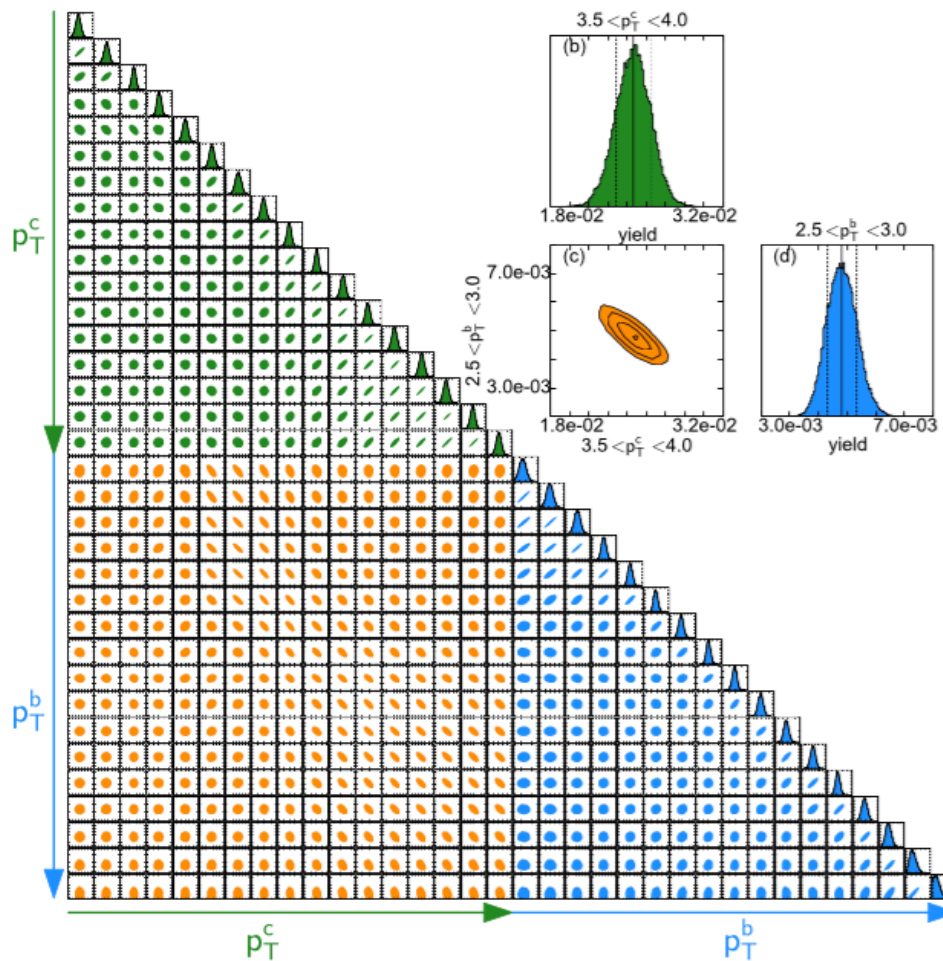 3.5 <p_T^c <4.0
(b)
1.8e-02 3.2e-02
yield
p_T^c
2.5 <p_T^b <3.0
(c)
7.0e-03
2.5 <p_T^b <3.0
3.0e-03
1.8e-02 3.2e-02
3.5 <p_T^c <4.0
(d)
3.0e-03 7.0e-03
yield
p_T^b
p_T^c p_T^b